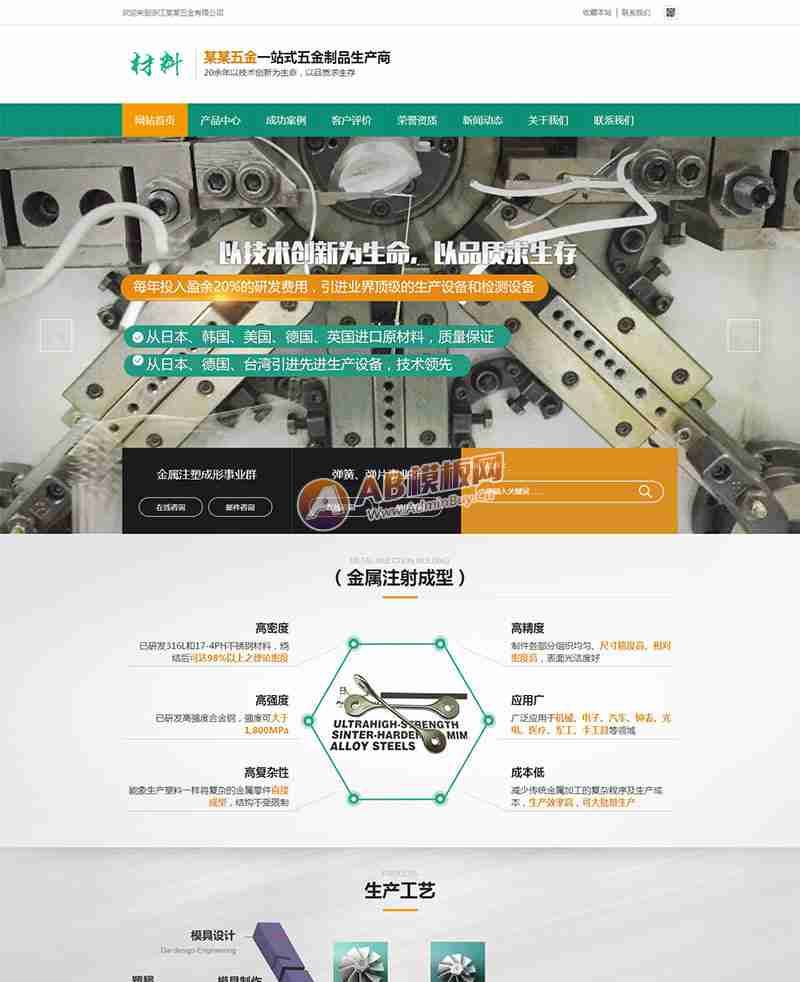 欢迎来到浙江某某五金有限公司
收藏本站 | 联系我们
材料
某某五金一站式五金制品生产商
20余年以技术创新为生命，以品质求生存
网站首页 产品中心 成功案例 客户评价 荣誉资质 新闻动态 关于我们 联系我们
以技术创新为生命，以品质求生存
每年投入盈余20%的研发费用，引进业界顶级的生产设备和检测设备
从日本、韩国、美国、德国、英国进口原材料，质量保证
从日本、德国、台湾引进先进生产设备，技术领先
金属注塑成形事业群
弹簧、弹片事业
在线咨询 邮件咨询
AB模板网
Www.AdminBuy.Cn
METAL INJECTION MOLDING
（金属注射成型）
高密度
已研发316L和17-4PH不锈钢材料，烧
结后可达98%以上之理论密度
高强度
已研发高强度合金钢，强度可大于
1,800MPa
高复杂性
能象生产塑料一样将复杂的金属零件直接
成型，结构不受限制
ULTRAHIGH-STRENGTH
SINTER-HARDEN MIM
ALLOY STEELS
高精度
制件各部分组织均匀、尺寸精度高、相对
密度高，表面光洁度好
应用广
广泛应用于机械、电子、汽车、钟表、光
电、医疗、军工、手工具等领域
成本低
减少传统金属加工的复杂程序及生产成
本，生产效率高，可大批量生产
PROCESS
生产工艺
模具设计
Die-design Engineering
模具制作